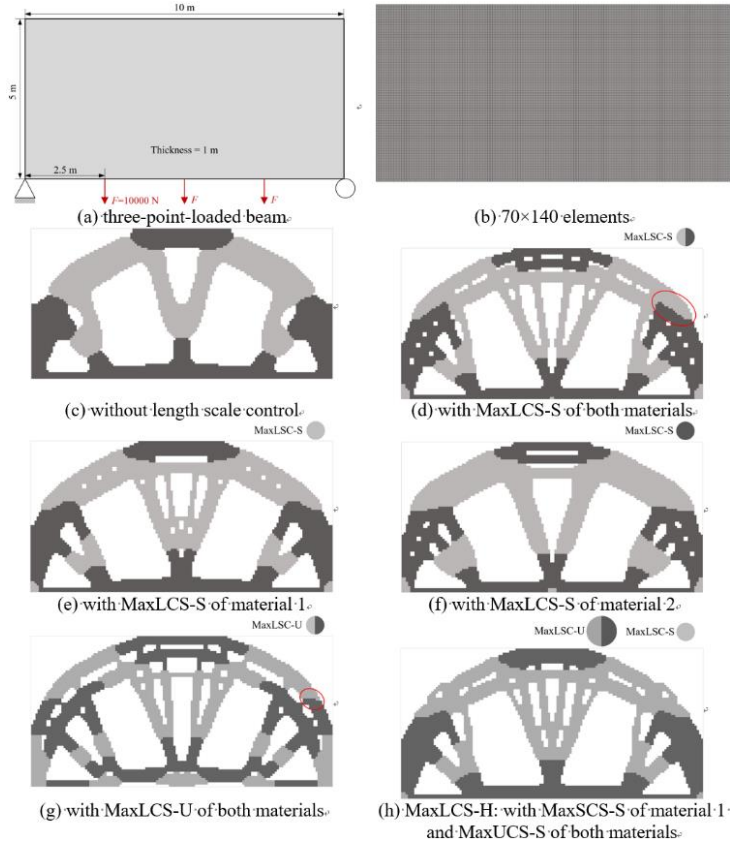 10 m
5 m
Thickness = 1 m
2.5 m
F=10000 N F F
(a) three-point-loaded beam
(b) 70×140 elements
MaxLSC-S
(c) without length scale control
(d) with MaxLCS-S of both materials
MaxLSC-S
MaxLSC-S
(e) with MaxLCS-S of material 1
(f) with MaxLCS-S of material 2
MaxLSC-U
MaxLSC-U MaxLSC-S
(g) with MaxLCS-U of both materials
(h) MaxLCS-H: with MaxSCS-S of material 1
and MaxUCS-S of both materials